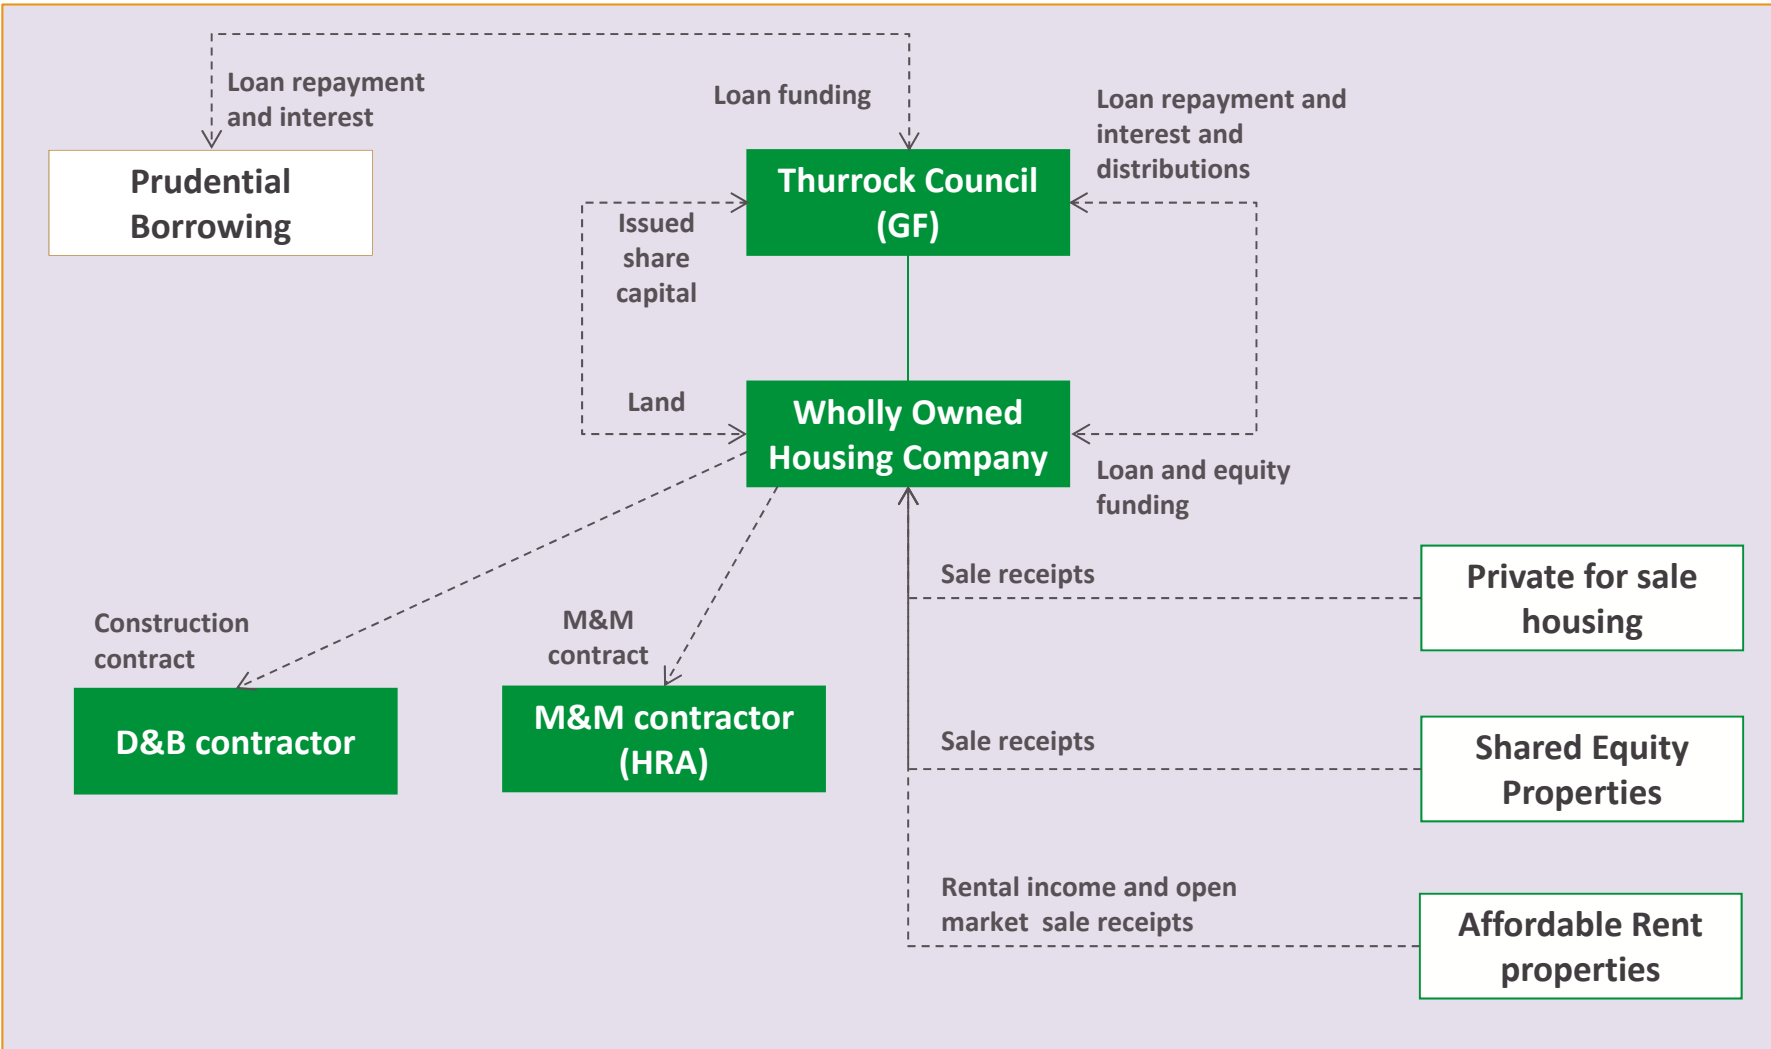 Loan repayment
and interest
Loan funding
Loan repayment and
interest and
distributions
Prudential
Borrowing
Thurrock Council
(GF)
Issued
share
capital
Land
Wholly Owned
Housing Company
Loan and equity
funding
Sale receipts
Private for sale
housing
Construction
contract
M&M
contract
D&B contractor
M&M contractor
(HRA)
Sale receipts
Shared Equity
Properties
Rental income and open
market  sale receipts
Affordable Rent
properties